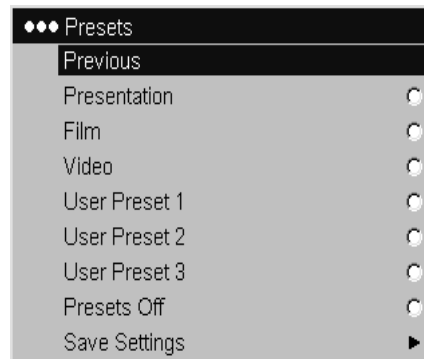 Presets
Previous
Presentation
Film
Video
User Preset 1
User Preset 2
User Preset 3
Presets Off
Save Settings